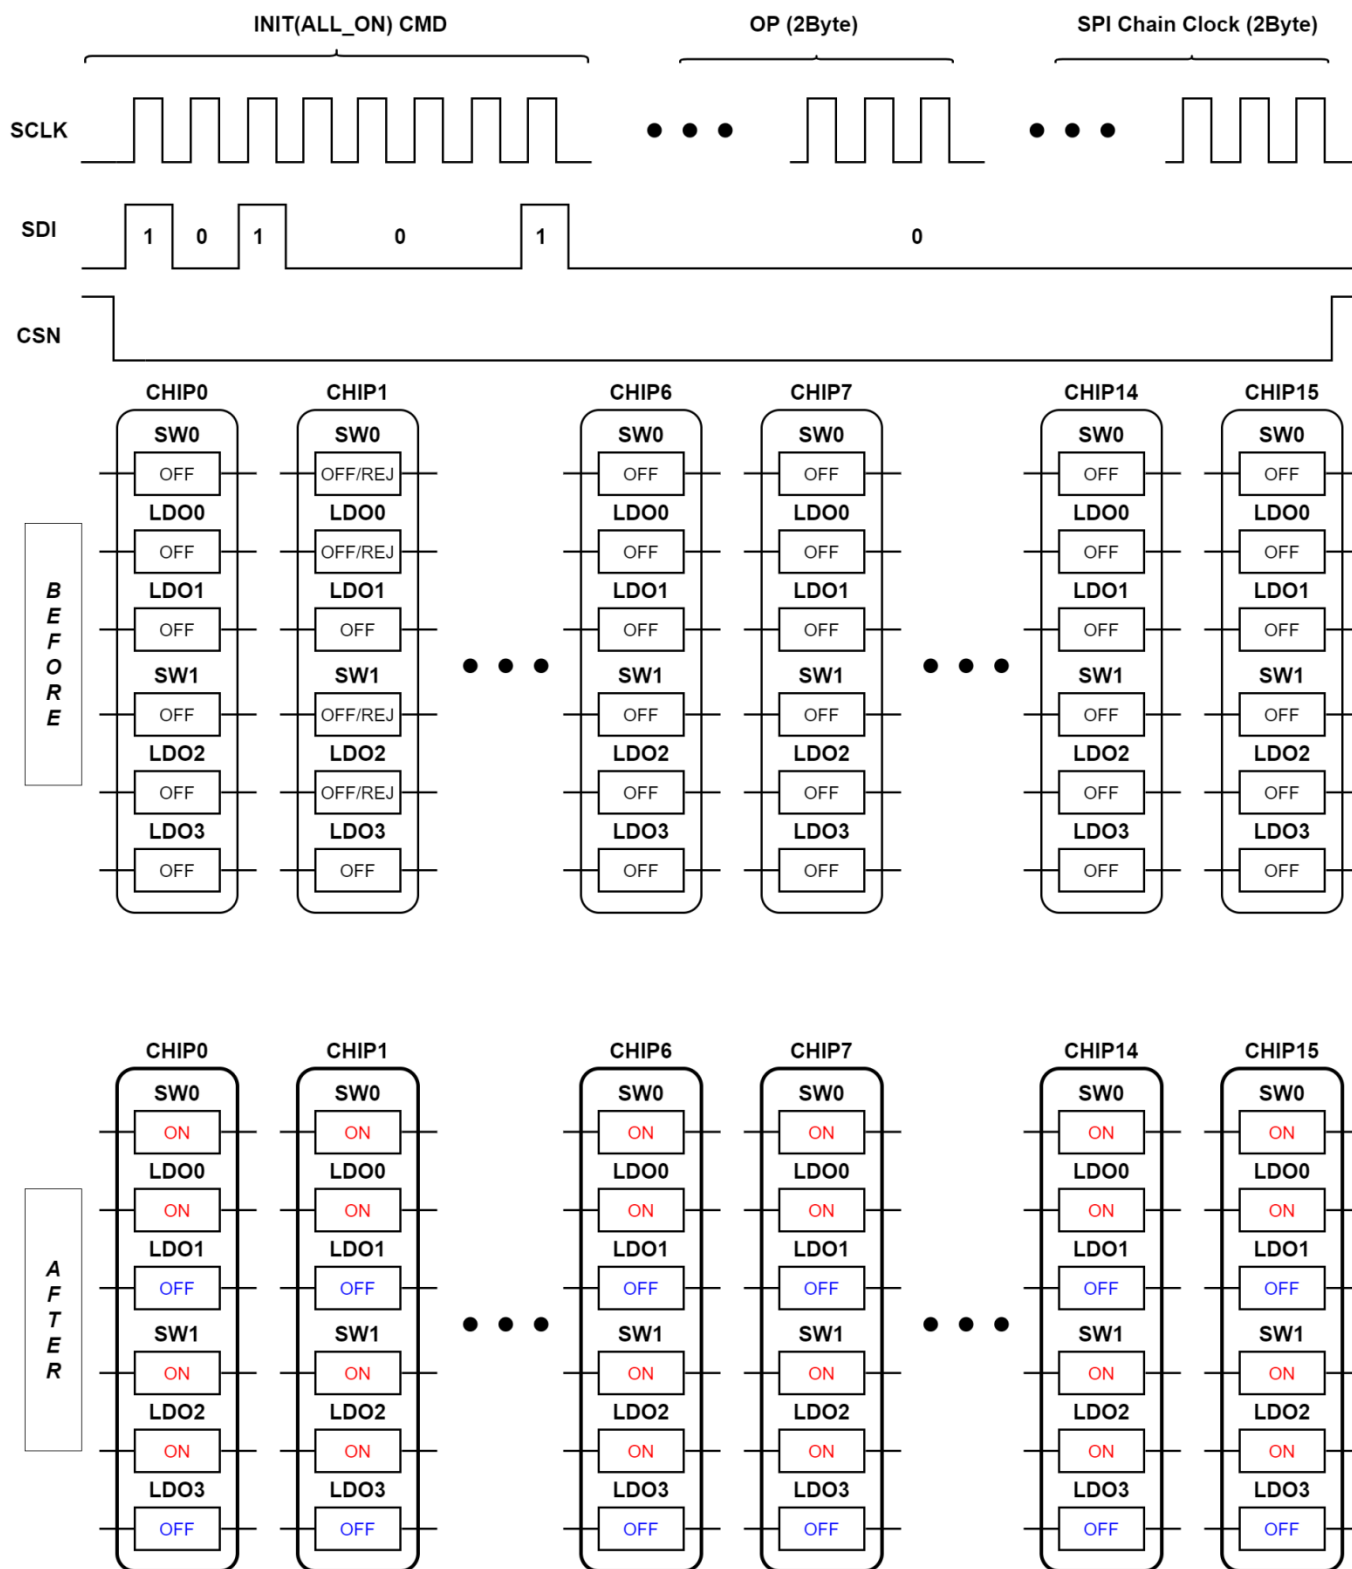 INIT(ALL_ON) CMD OP (2Byte) SPI Chain Clock (2Byte)
SCLK
SDI 1 0 1 0 1 0
CSN
CHIP0 CHIP1 CHIP6 CHIP7 CHIP14 CHIP15
SW0 SW0 SW0 SW0 SW0 SW0
OFF OFF/REJ OFF OFF OFF OFF
LDO0 LDO0 LDO0 LDO0 LDO0 LDO0
OFF OFF/REJ OFF OFF OFF OFF
LDO1 LDO1 LDO1 LDO1 LDO1 LDO1
OFF OFF OFF OFF OFF OFF
SW1 SW1 SW1 SW1 SW1 SW1
OFF OFF/REJ OFF OFF OFF OFF
LDO2 LDO2 LDO2 LDO2 LDO2 LDO2
OFF OFF/REJ OFF OFF OFF OFF
LDO3 LDO3 LDO3 LDO3 LDO3 LDO3
OFF OFF OFF OFF OFF OFF
BEFORE
CHIP0 CHIP1 CHIP6 CHIP7 CHIP14 CHIP15
SW0 SW0 SW0 SW0 SW0 SW0
ON ON ON ON ON ON
LDO0 LDO0 LDO0 LDO0 LDO0 LDO0
ON ON ON ON ON ON
LDO1 LDO1 LDO1 LDO1 LDO1 LDO1
OFF OFF OFF OFF OFF OFF
SW1 SW1 SW1 SW1 SW1 SW1
ON ON ON ON ON ON
LDO2 LDO2 LDO2 LDO2 LDO2 LDO2
ON ON ON ON ON ON
LDO3 LDO3 LDO3 LDO3 LDO3 LDO3
OFF OFF OFF OFF OFF OFF
AFTER